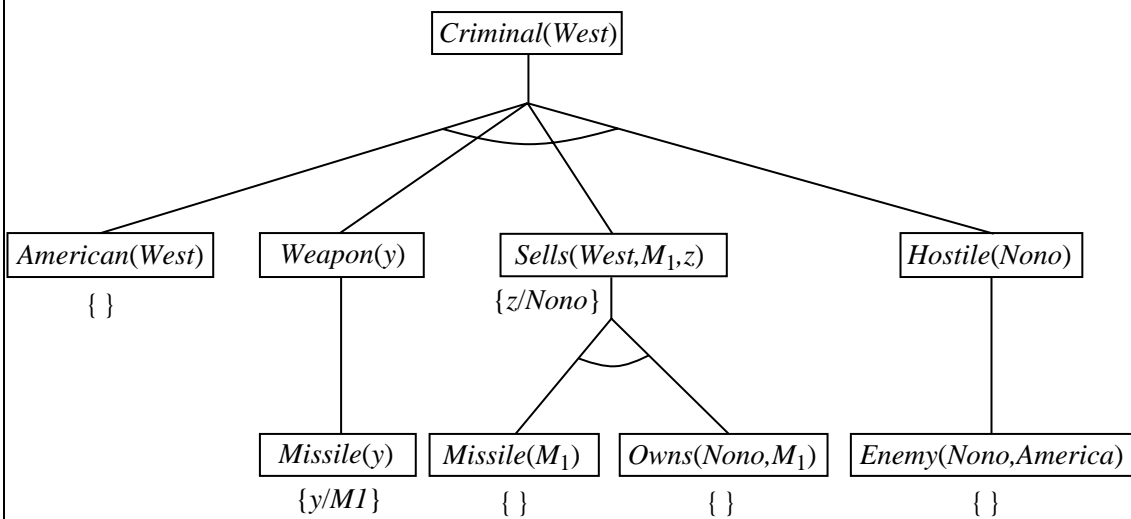 Criminal(West)
American(West) Weapon(y) Sells(West,M₁,z) Hostile(Nono)
{ } {z/Nono}
Missile(y) Missile(M₁) Owns(Nono,M₁) Enemy(Nono,America)
{y/M1} { } { } { }